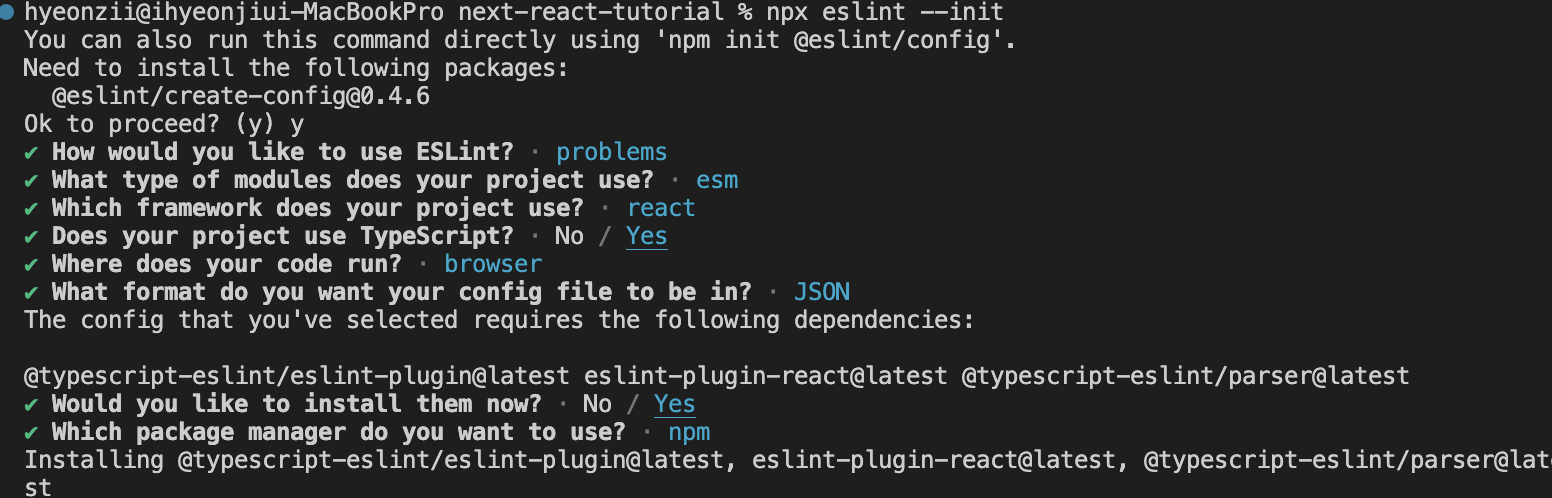 hyeonzii@ihyeonjiui-MacBookPro next-react-tutorial % npx eslint --init
You can also run this command directly using 'npm init @eslint/config'.
Need to install the following packages:
  @eslint/create-config@0.4.6
Ok to proceed? (y) y
✔ How would you like to use ESLint? · problems
✔ What type of modules does your project use? · esm
✔ Which framework does your project use? · react
✔ Does your project use TypeScript? · No / Yes
✔ Where does your code run? · browser
✔ What format do you want your config file to be in? · JSON
The config that you've selected requires the following dependencies:

@typescript-eslint/eslint-plugin@latest eslint-plugin-react@latest @typescript-eslint/parser@latest
✔ Would you like to install them now? · No / Yes
✔ Which package manager do you want to use? · npm
Installing @typescript-eslint/eslint-plugin@latest, eslint-plugin-react@latest, @typescript-eslint/parser@late
st